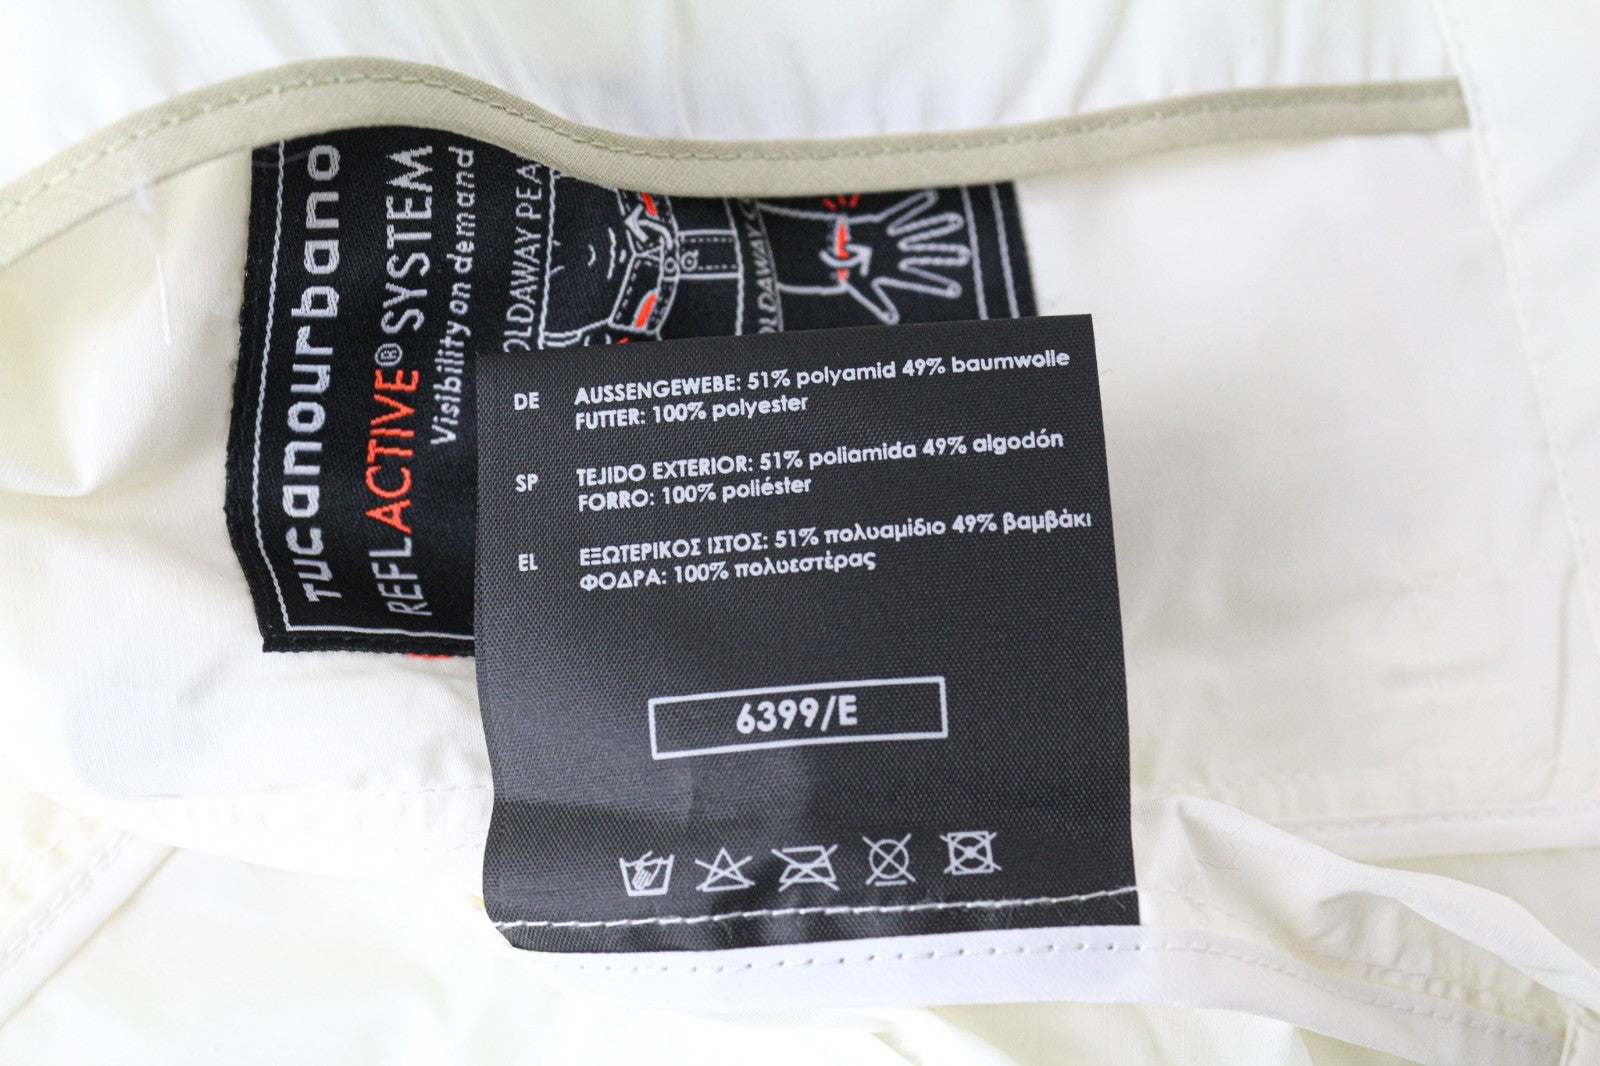 Tucanourbano
REFLACTIVE® SYSTEM
Visibility on demand
DE
AUSSENGEWEBE: 51% polyamid 49% baumwolle
FUTTER: 100% polyester
SP
TEJIDO EXTERIOR: 51% poliamida 49% algodón
FORRO: 100% poliéster
EL
ΕΞΩΤΕΡΙΚΟΣ ΙΣΤΟΣ: 51% πολυαμίδιο 49% βαμβάκι
ΦΟΔΡΑ: 100% πολυεστέρας
6399/E